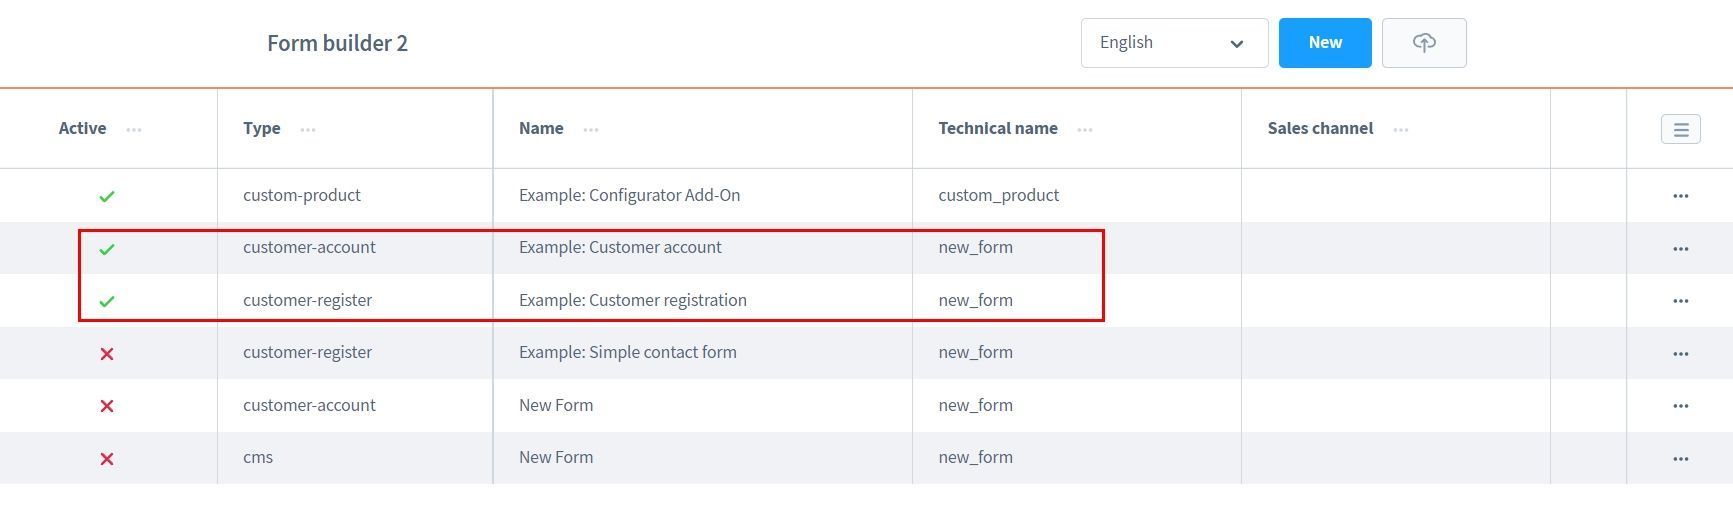 Form builder 2 English New
Active Type Name Technical name Sales channel
custom-product Example: Configurator Add-On custom_product
customer-account Example: Customer account new_form
customer-register Example: Customer registration new_form
customer-register Example: Simple contact form new_form
customer-account New Form new_form
cms New Form new_form